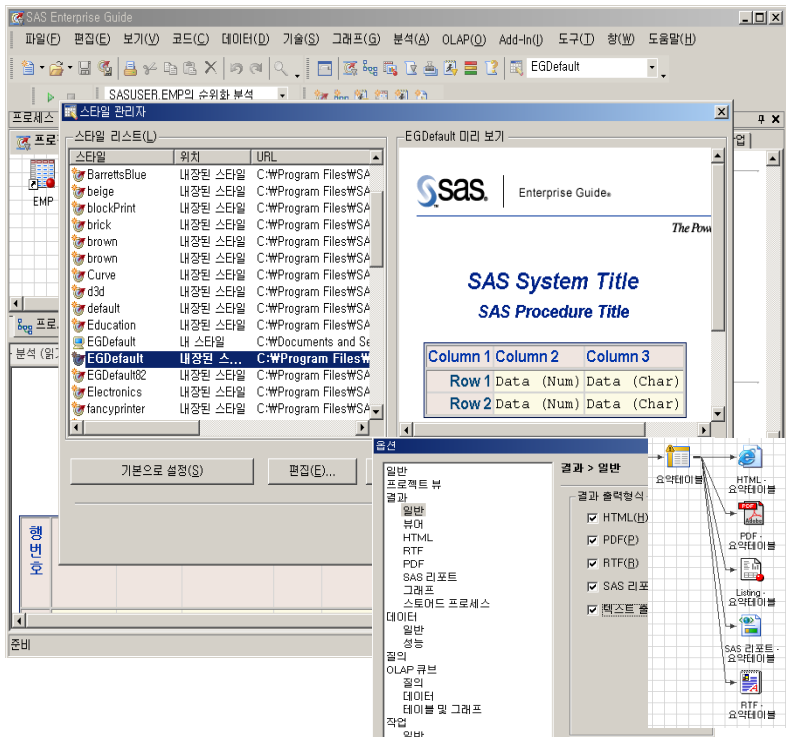 SAS Enterprise Guide
파일(F) 편집(E) 보기(V) 코드(C) 데이터(D) 기술(S) 그래프(G) 분석(A) OLAP(O) Add-In(I) 도구(T) 창(W) 도움말(H)
EGDefault
SASUSER.EMP의 순위화 분석
프로세스
프로
EMP
프로
분석 (읽
행번호
준비
스타일 관리자
스타일 리스트(L)
스타일 위치 URL
BarrettsBlue 내장된 스타일 C:₩Program Files₩SA
beige 내장된 스타일 C:₩Program Files₩SA
blockPrint 내장된 스타일 C:₩Program Files₩SA
brick 내장된 스타일 C:₩Program Files₩SA
brown 내장된 스타일 C:₩Program Files₩SA
brown 내장된 스타일 C:₩Program Files₩SA
Curve 내장된 스타일 C:₩Program Files₩SA
d3d 내장된 스타일 C:₩Program Files₩SA
default 내장된 스타일 C:₩Program Files₩SA
Education 내장된 스타일 C:₩Program Files₩SA
EGDefault 내 스타일 C:₩Documents and Se
EGDefault 내장된 스... C:₩Program Files₩
EGDefault82 내장된 스타일 C:₩Program Files₩SA
Electronics 내장된 스타일 C:₩Program Files₩SA
fancyprinter 내장된 스타일 C:₩Program Files₩SA
기본으로 설정(S) 편집(E)...
EGDefault 미리 보기
sas. Enterprise Guide
The Pow
SAS System Title
SAS Procedure Title
Column 1 Column 2 Column 3
Row 1 Data (Num) Data (Char)
Row 2 Data (Num) Data (Char)
업
옵션
일반
프로젝트 뷰
결과
일반
뷰어
HTML
RTF
PDF
SAS 리포트
그래프
스토어드 프로세스
데이터
일반
성능
질의
OLAP 큐브
질의
데이터
테이블 및 그래프
작업
일반
결과 > 일반
결과 출력형식
HTML(H)
PDF(P)
RTF(R)
SAS 리포
텍스트 출
요약테이블
HTML - 요약테이블
PDF - 요약테이블
Listing - 요약테이블
SAS 리포트 - 요약테이블
RTF - 요약테이블